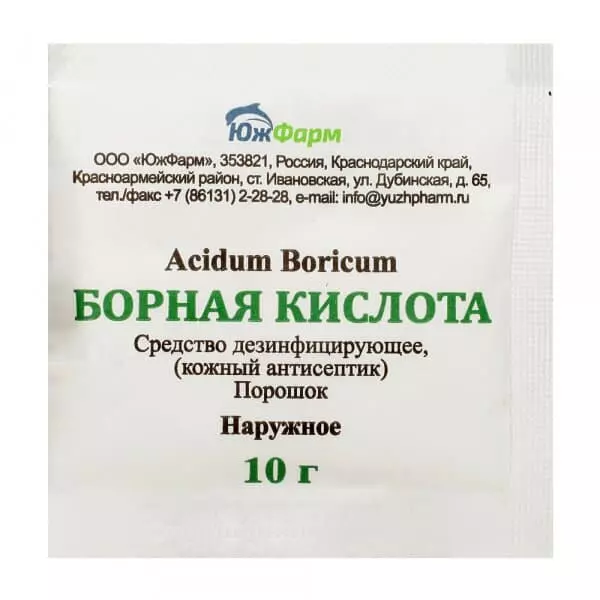 ЮжФарм
ООО «ЮжФарм», 353821, Россия, Краснодарский край,
Красноармейский район, ст. Ивановская, ул. Дубинская, д. 65,
тел./факс +7 (86131) 2-28-28, e-mail: info@yuzhpharm.ru
Acidum Boricum
БОРНАЯ КИСЛОТА
Средство дезинфицирующее,
(кожный антисептик)
Порошок
Наружное
10 г